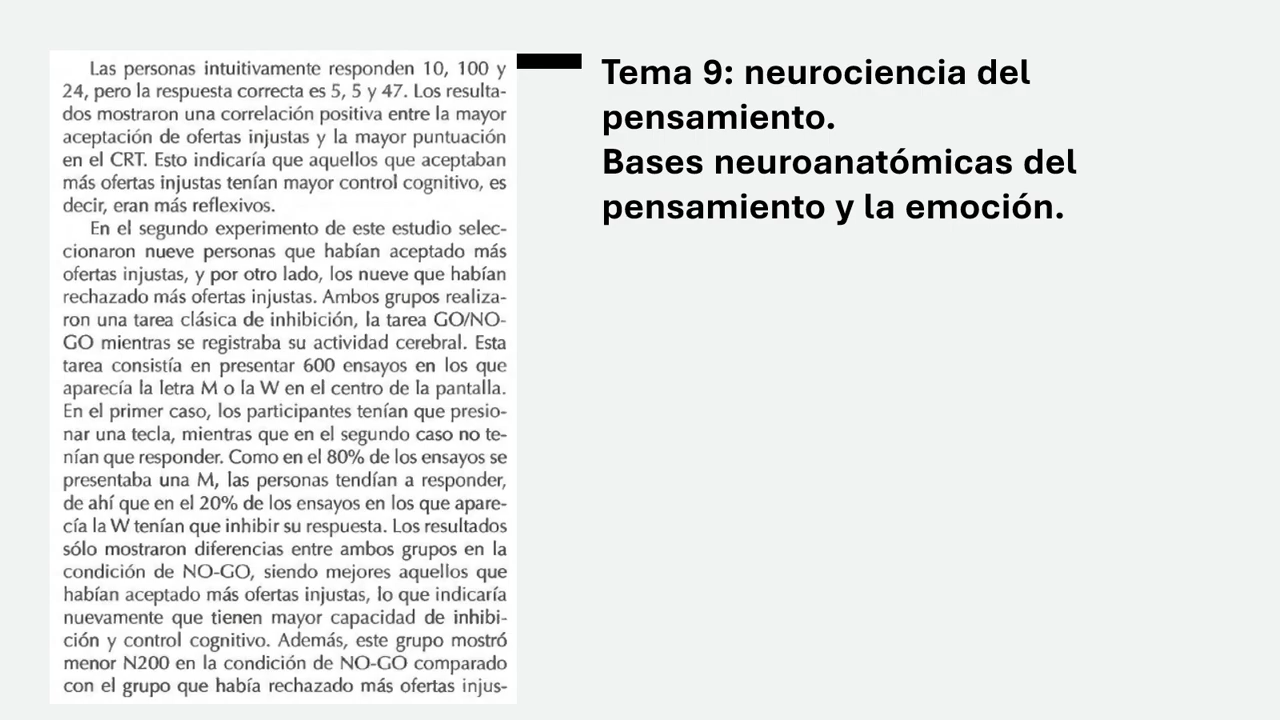 Las personas intuitivamente responden 10, 100 y
24, pero la respuesta correcta es 5, 5 y 47. Los resulta-
dos mostraron una correlación positiva entre la mayor
aceptación de ofertas injustas y la mayor puntuación
en el CRT. Esto indicaría que aquellos que aceptaban
más ofertas injustas tenían mayor control cognitivo, es
decir, eran más reflexivos.
En el segundo experimento de este estudio selec-
cionaron nueve personas que habían aceptado más
ofertas injustas, y por otro lado, los nueve que habían
rechazado más ofertas injustas. Ambos grupos realiza-
ron una tarea clásica de inhibición, la tarea GO/NO-
GO mientras se registraba su actividad cerebral. Esta
tarea consistía en presentar 600 ensayos en los que
aparecía la letra M o la W en el centro de la pantalla.
En el primer caso, los participantes tenían que presio-
nar una tecla, mientras que en el segundo caso no te-
nían que responder. Como en el 80% de los ensayos se
presentaba una M, las personas tendían a responder,
de ahí que en el 20% de los ensayos en los que apare-
cía la W tenían que inhibir su respuesta. Los resultados
sólo mostraron diferencias entre ambos grupos en la
condición de NO-GO, siendo mejores aquellos que
habían aceptado más ofertas injustas, lo que indicaría
nuevamente que tienen mayor capacidad de inhibi-
ción y control cognitivo. Además, este grupo mostró
menor N200 en la condición de NO-GO comparado
con el grupo que había rechazado más ofertas injus-
Tema 9: neurociencia del
pensamiento.
Bases neuroanatómicas del
pensamiento y la emoción.